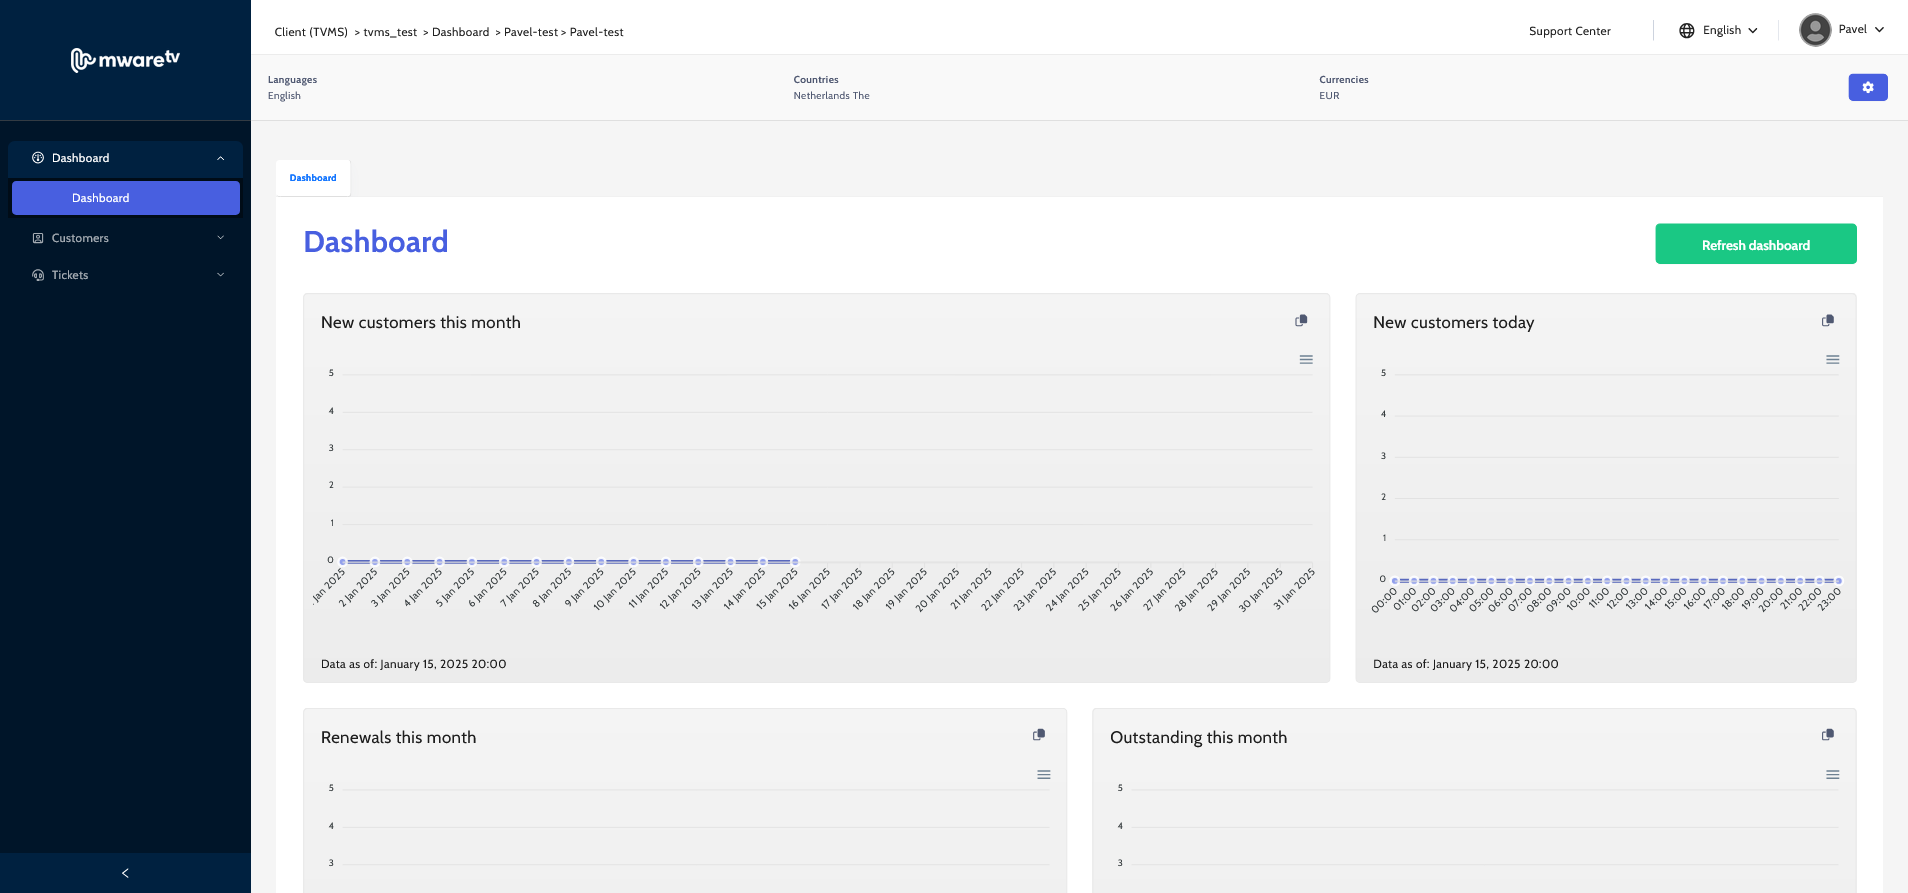 mwaretv
Client (TVMS) > tvms_test > Dashboard > Pavel-test > Pavel-test
Support Center
English
Pavel
Languages
English
Countries
Netherlands The
Currencies
EUR
Dashboard
Dashboard
Customers
Tickets
Dashboard
Dashboard
Refresh dashboard
New customers this month
5
4
3
2
1
0
Jan 2025
2 Jan 2025
3 Jan 2025
4 Jan 2025
5 Jan 2025
6 Jan 2025
7 Jan 2025
8 Jan 2025
9 Jan 2025
10 Jan 2025
11 Jan 2025
12 Jan 2025
13 Jan 2025
14 Jan 2025
15 Jan 2025
16 Jan 2025
17 Jan 2025
18 Jan 2025
19 Jan 2025
20 Jan 2025
21 Jan 2025
22 Jan 2025
23 Jan 2025
24 Jan 2025
25 Jan 2025
26 Jan 2025
27 Jan 2025
28 Jan 2025
29 Jan 2025
30 Jan 2025
31 Jan 2025
Data as of: January 15, 2025 20:00
New customers today
5
4
3
2
1
0
00:00
01:00
02:00
03:00
04:00
05:00
06:00
07:00
08:00
09:00
10:00
11:00
12:00
13:00
14:00
15:00
16:00
17:00
18:00
19:00
20:00
21:00
22:00
23:00
Data as of: January 15, 2025 20:00
Renewals this month
5
4
3
Outstanding this month
5
4
3